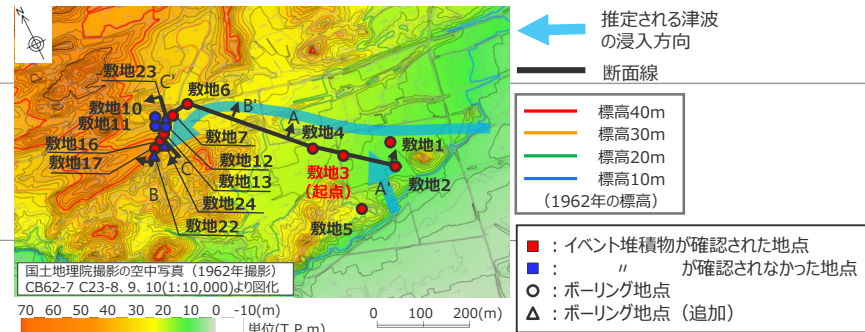 N
敷地23
C'
敷地6
敷地10
敷地11
B'
A
敷地4
敷地1
敷地7
敷地16
敷地12
敷地17
敷地3
(起点)
敷地2
敷地13
B
C
A'
敷地24
敷地5
敷地22
国土地理院撮影の空中写真（1962年撮影）
CB62-7 C23-8, 9, 10(1:10,000)より図化
70 60 50 40 30 20 10 0 -10(m)
単位(T.P.m)
0 100 200(m)
推定される津波
の浸入方向
断面線
標高40m
標高30m
標高20m
標高10m
(1962年の標高)
：イベント堆積物が確認された地点
： 〃 が確認されなかった地点
：ボーリング地点
：ボーリング地点（追加）